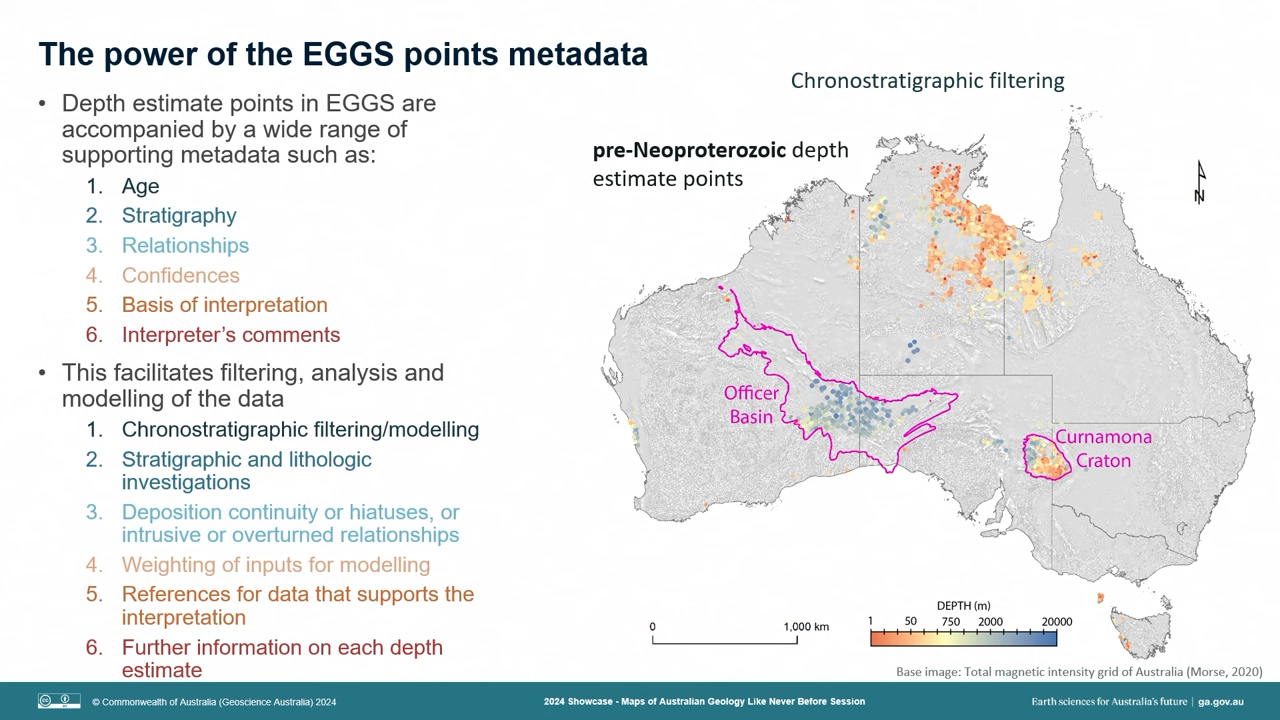 The power of the EGGS points metadata
• Depth estimate points in EGGS are
accompanied by a wide range of
supporting metadata such as:
1. Age
2. Stratigraphy
3. Relationships
4. Confidences
5. Basis of interpretation
6. Interpreter's comments
• This facilitates filtering, analysis and
modelling of the data
1. Chronostratigraphic filtering/modelling
2. Stratigraphic and lithologic
investigations
3. Deposition continuity or hiatuses, or
intrusive or overturned relationships
4. Weighting of inputs for modelling
5. References for data that supports the
interpretation
6. Further information on each depth
estimate
Chronostratigraphic filtering
pre-Neoproterozoic depth
estimate points
N
Officer
Basin
Curnamona
Craton
0 1,000 km
DEPTH (m)
1 50 750 2000 20000
Base image: Total magnetic intensity grid of Australia (Morse, 2020)
© Commonwealth of Australia (Geoscience Australia) 2024
2024 Showcase - Maps of Australian Geology Like Never Before Session
Earth sciences for Australia's future | ga.gov.au